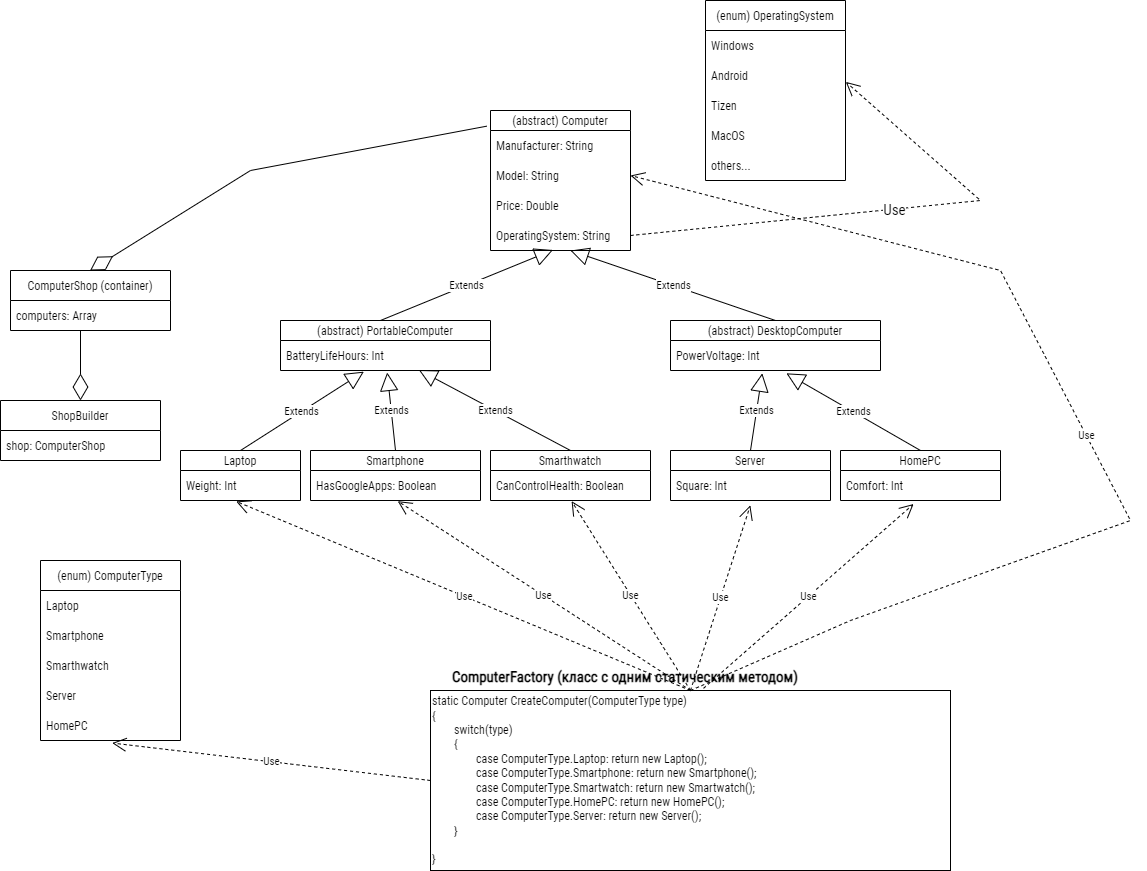 (enum) OperatingSystem
Windows
Android
Tizen
MacOS
others...
(abstract) Computer
Manufacturer: String
Model: String
Price: Double
OperatingSystem: String
Use
ComputerShop (container)
computers: Array
Extends
Extends
(abstract) PortableComputer
BatteryLifeHours: Int
(abstract) DesktopComputer
PowerVoltage: Int
ShopBuilder
shop: ComputerShop
Extends
Extends
Extends
Extends
Extends
Use
Laptop
Weight: Int
Smartphone
HasGoogleApps: Boolean
Smarthwatch
CanControlHealth: Boolean
Server
Square: Int
HomePC
Comfort: Int
(enum) ComputerType
Laptop
Smartphone
Smarthwatch
Server
HomePC
Use
Use
Use
Use
Use
ComputerFactory (класс с одним статическим методом)
static Computer CreateComputer(ComputerType type)
{
switch(type)
{
case ComputerType.Laptop: return new Laptop();
case ComputerType.Smartphone: return new Smartphone();
case ComputerType.Smartwatch: return new Smartwatch();
case ComputerType.HomePC: return new HomePC();
case ComputerType.Server: return new Server();
}
}
Use